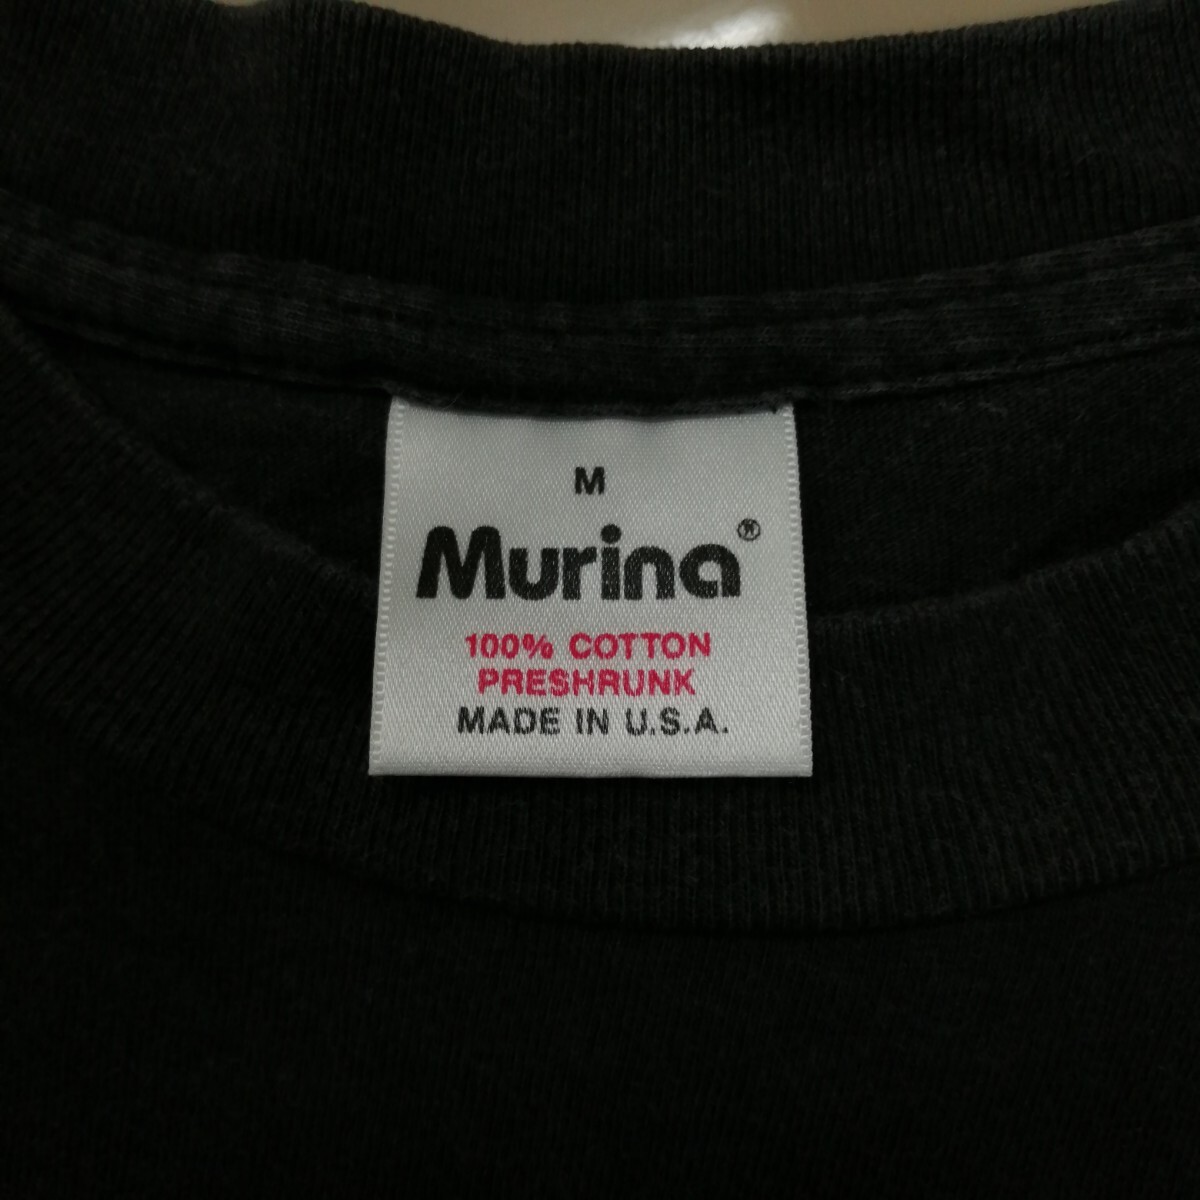 M
Murina®
100% COTTON
PRESHRUNK
MADE IN U.S.A.